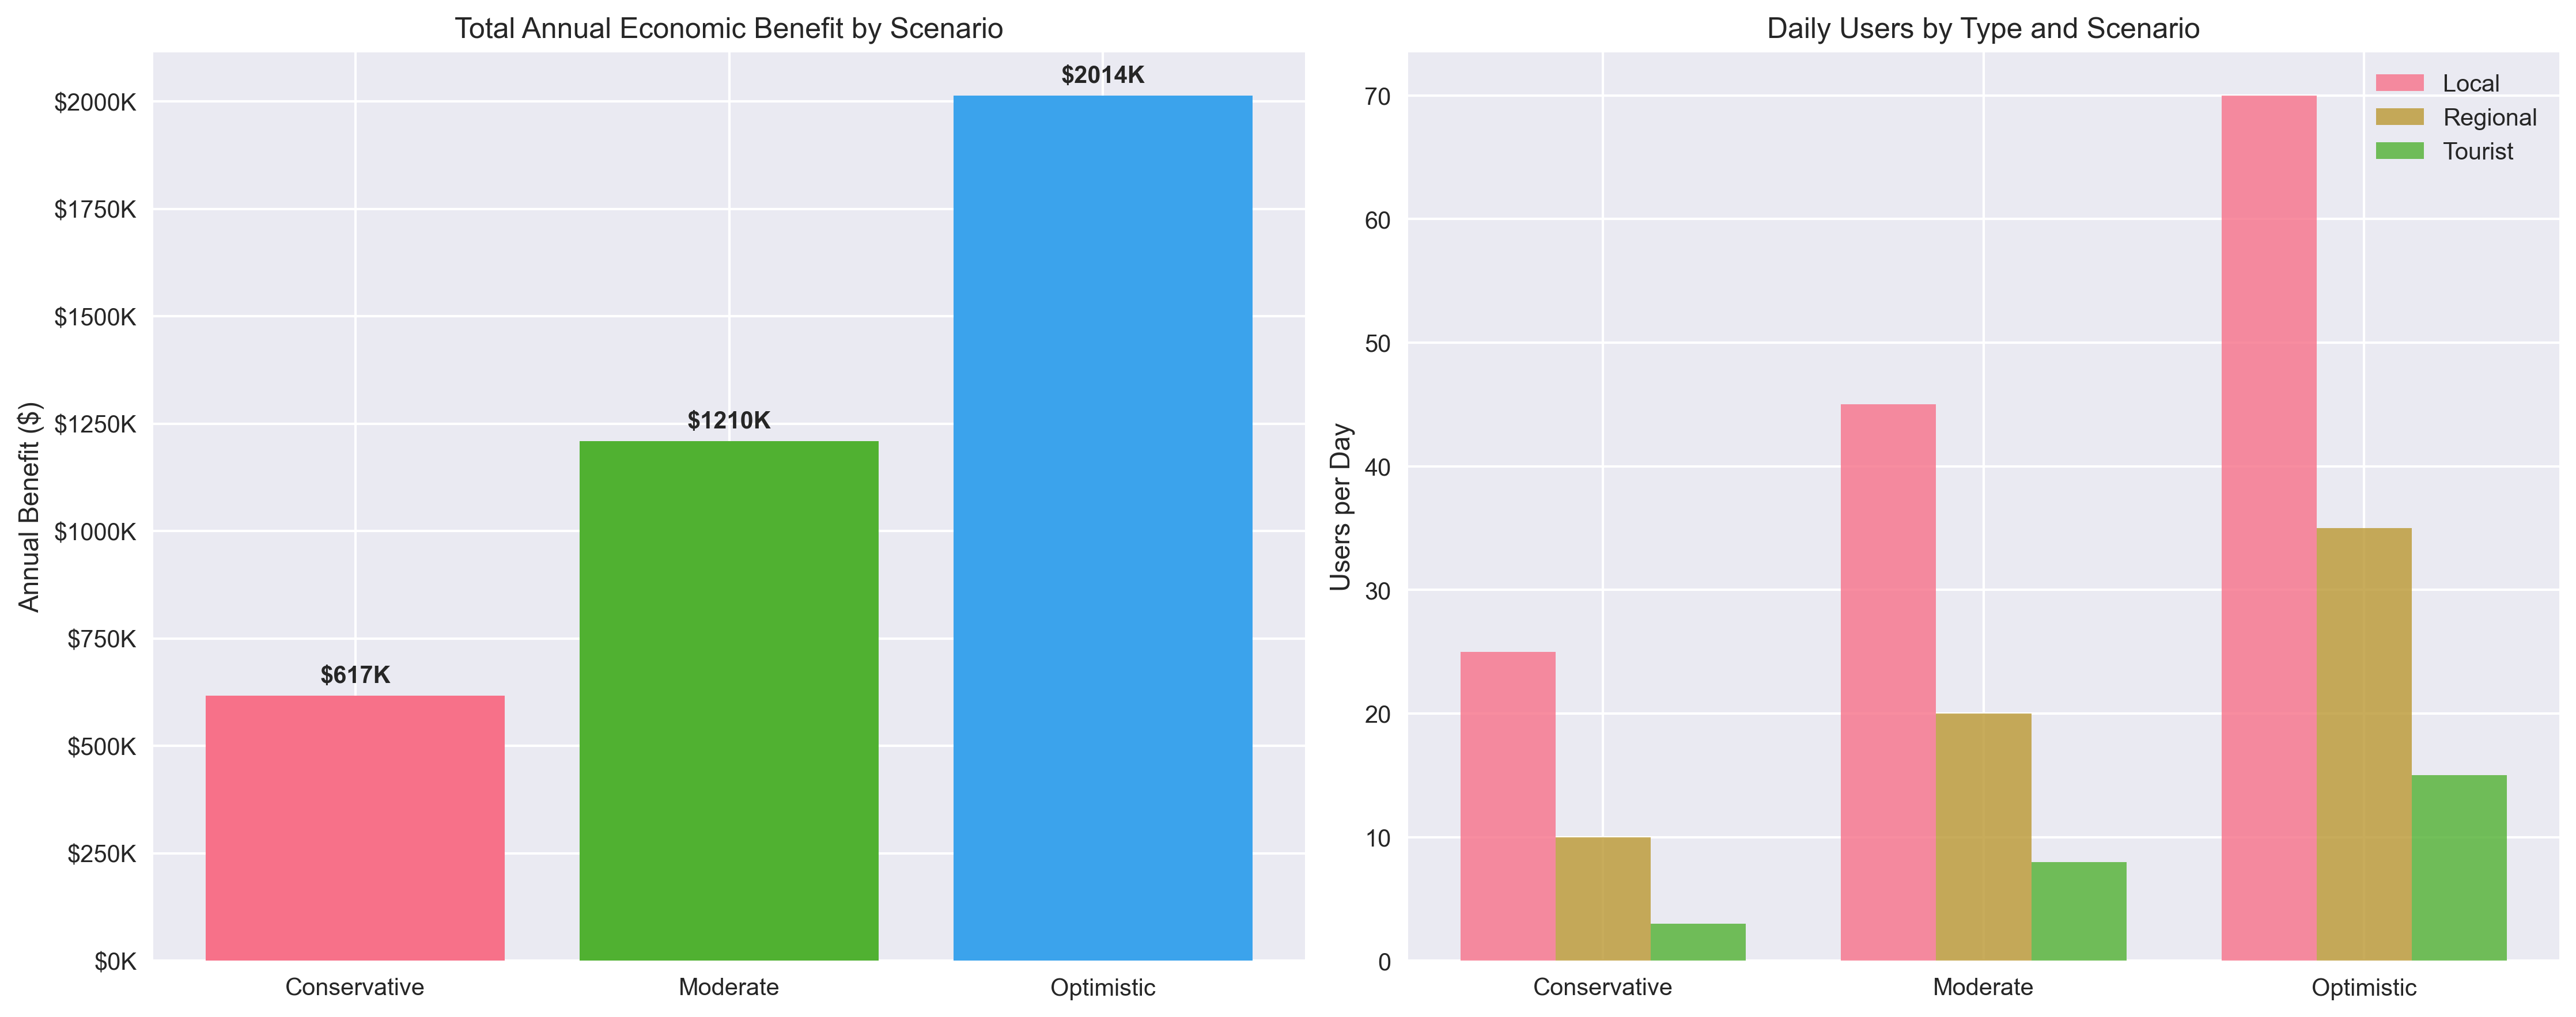 Total Annual Economic Benefit by Scenario
Annual Benefit ($)
$2000K
$1750K
$1500K
$1250K
$1000K
$750K
$500K
$250K
$0K
$617K
$1210K
$2014K
Conservative
Moderate
Optimistic
Daily Users by Type and Scenario
Users per Day
70
60
50
40
30
20
10
0
Local
Regional
Tourist
Conservative
Moderate
Optimistic